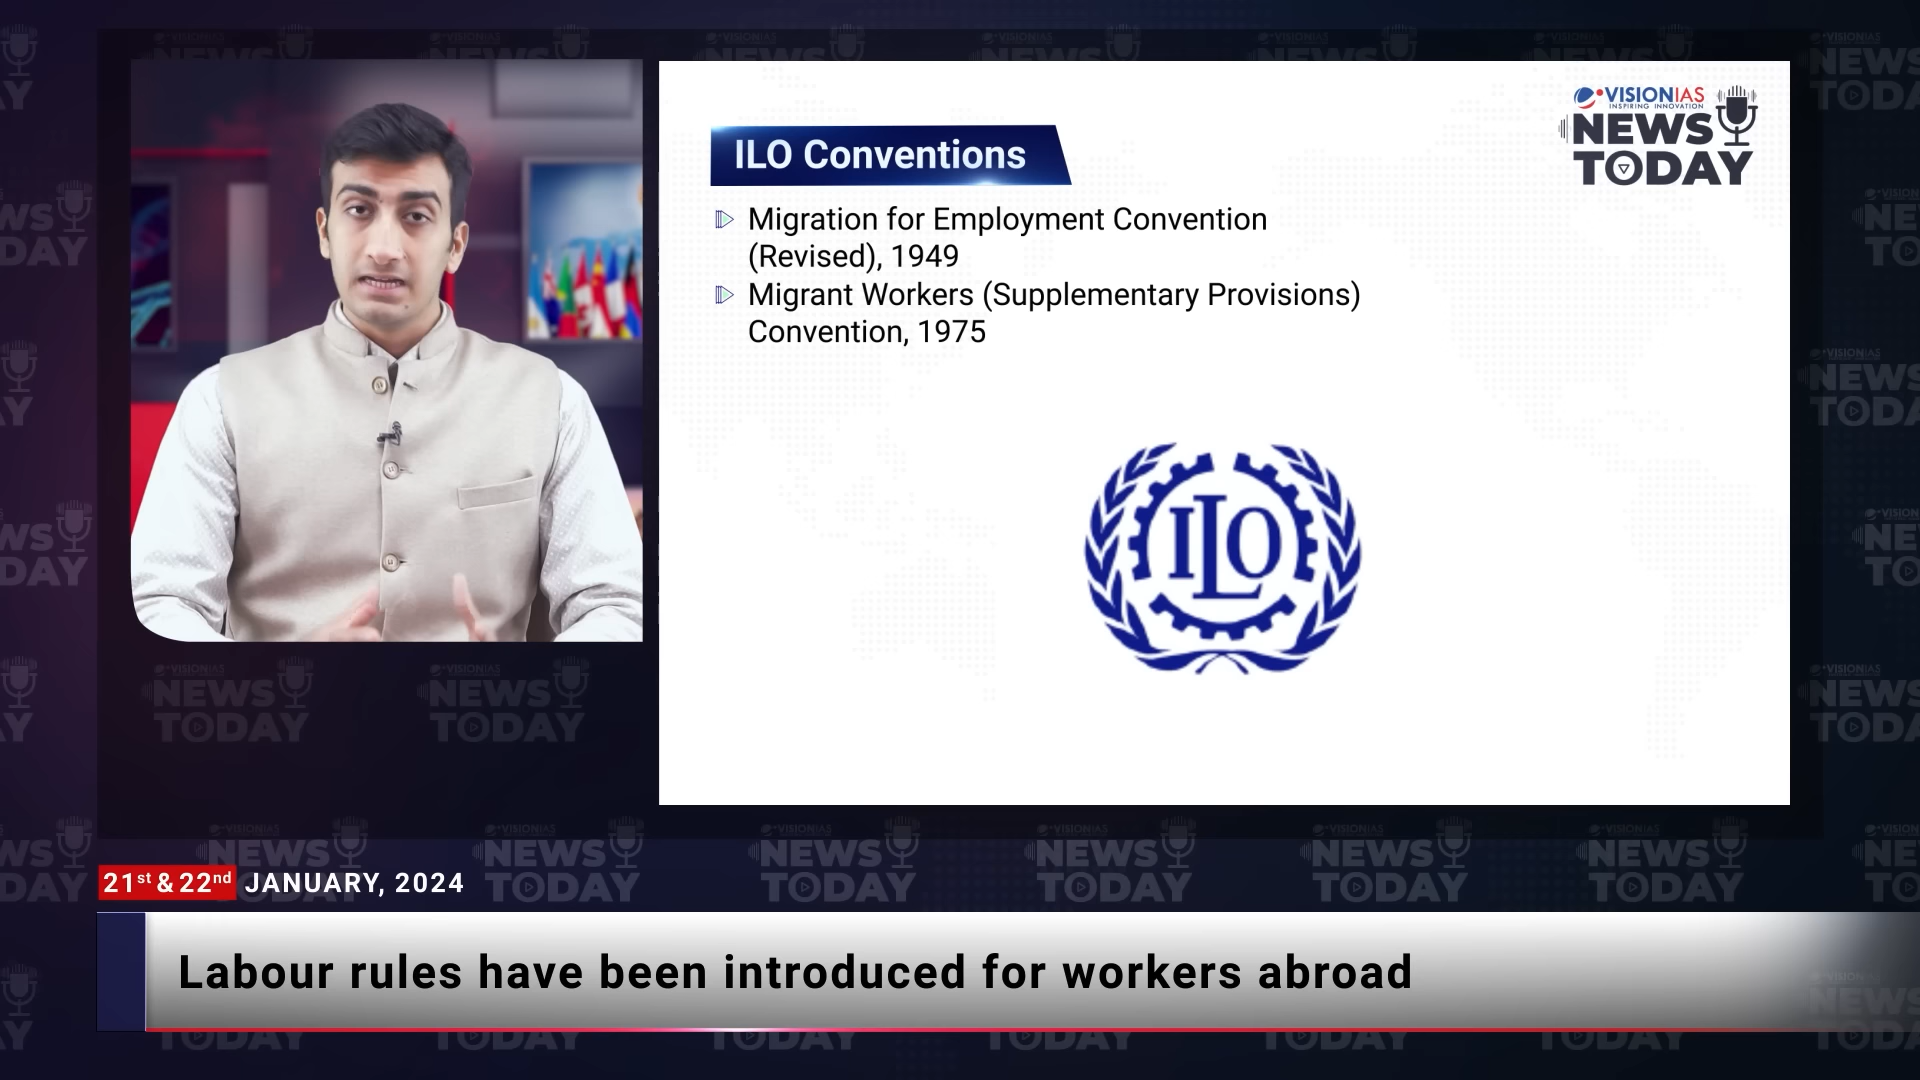 VISIONIAS
INSPIRING INNOVATION
NEWS
TODAY
ILO Conventions
Migration for Employment Convention
(Revised), 1949
Migrant Workers (Supplementary Provisions)
Convention, 1975
ILO
21st & 22nd JANUARY, 2024
Labour rules have been introduced for workers abroad